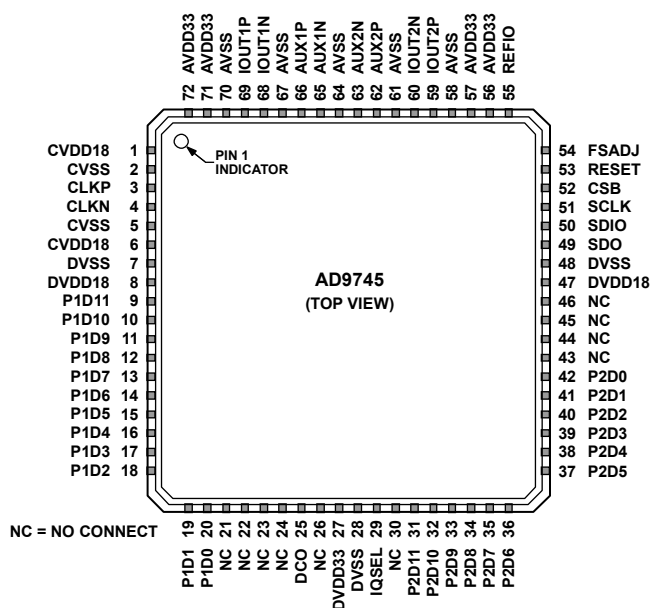 72 AVDD33
71 AVDD33
70 AVSS
69 IOUT1P
68 IOUT1N
67 AVSS
66 AUX1P
65 AUX1N
64 AVSS
63 AUX2N
62 AUX2P
61 AVSS
60 IOUT2N
59 IOUT2P
58 AVSS
57 AVDD33
56 AVDD33
55 REFIO
PIN 1
INDICATOR
CVDD18 1
CVSS 2
CLKP 3
CLKN 4
CVSS 5
CVDD18 6
DVSS 7
DVDD18 8
P1D11 9
P1D10 10
P1D9 11
P1D8 12
P1D7 13
P1D6 14
P1D5 15
P1D4 16
P1D3 17
P1D2 18
AD9745
(TOP VIEW)
54 FSADJ
53 RESET
52 CSB
51 SCLK
50 SDIO
49 SDO
48 DVSS
47 DVDD18
46 NC
45 NC
44 NC
43 NC
42 P2D0
41 P2D1
40 P2D2
39 P2D3
38 P2D4
37 P2D5
NC = NO CONNECT
P1D1 19
P1D0 20
NC 21
NC 22
NC 23
NC 24
DCO 25
NC 26
DVDD33 27
DVSS 28
IQSEL 29
NC 30
P2D11 31
P2D10 32
P2D9 33
P2D8 34
P2D7 35
P2D6 36